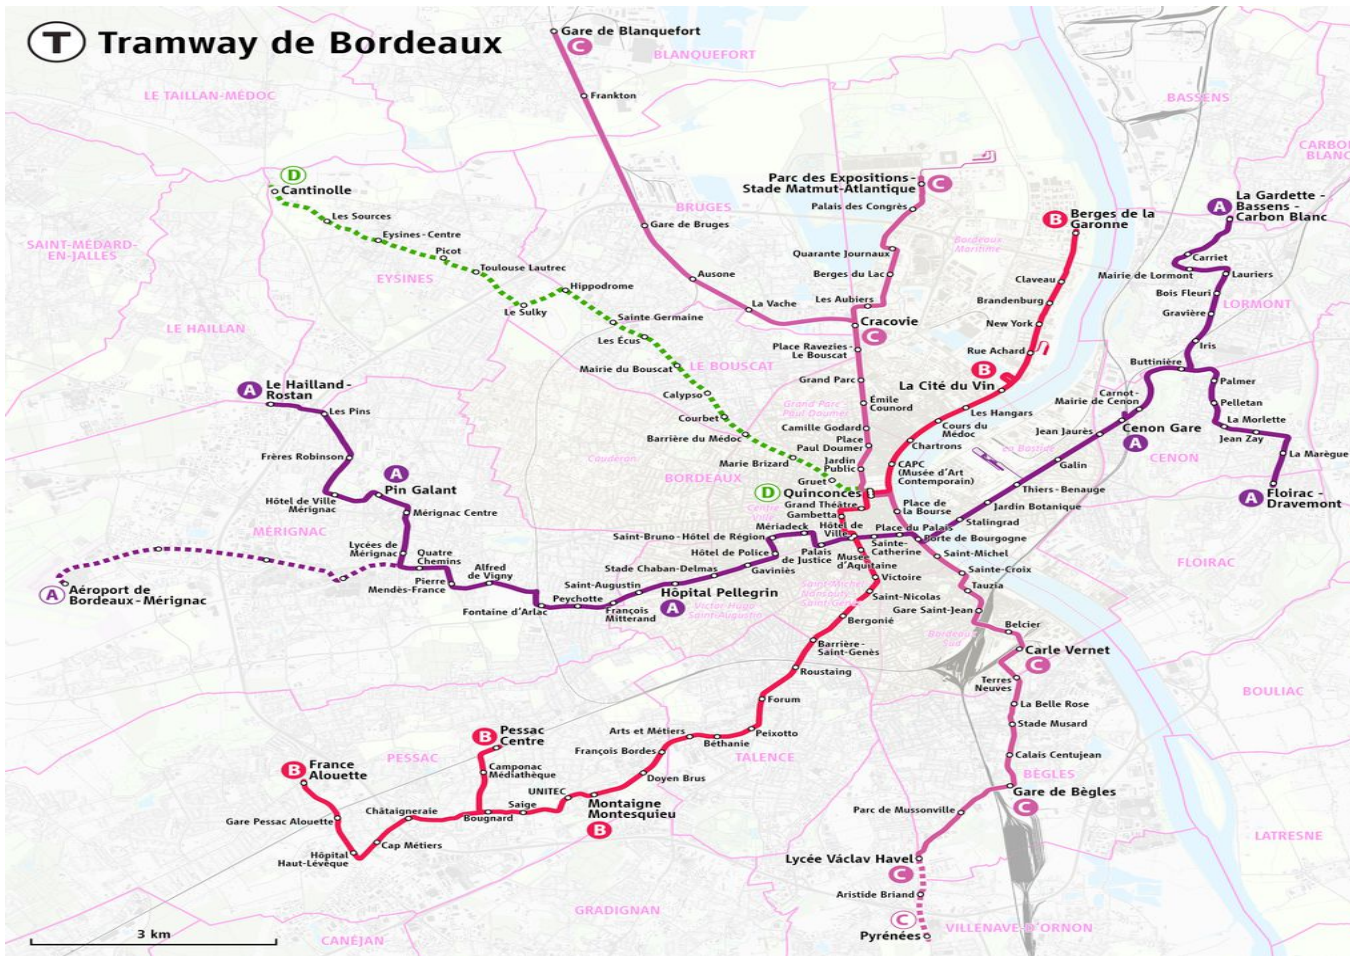 T Tramway de Bordeaux
Gare de Blanquefort
C
BLANQUEFORT
LE TAILLAN-MÉDOC
Frankton
BASSENS
CARBON
BLANC
D
Cantinolle
Les Sources
Eysines-Centre
Picot
Toulouse Lautrec
Hippodrome
Le Sulky
Sainte Germaine
Les Écus
Mairie du Bouscat
Calypso
Courbet
Barrière du Médoc
Marie Brizard
Gruet
D Quinconces
SAINT-MÉDARD-
EN-JALLES
EYSINES
LE HAILLAN
BRUGES
Gare de Bruges
Ausone
La Vache
Parc des Expositions-
Stade Matmut-Atlantique
C
Palais des Congrès
Quarante Journaux
Berges du Lac
Les Aubiers
Cracovie
C
Place Ravezies-
Le Bouscat
Grand Parc
Émile
Counord
Camille Godard
Place
Paul Doumer
Jardin
Public
LE BOUSCAT
Grand Parc
Paul Doumer
Caudéran
BORDEAUX
Bordeaux
Maritime
B
Berges de la
Garonne
Claveau
Brandenburg
New York
Rue Achard
B
La Cité du Vin
Les Hangars
Cours du
Médoc
Chartrons
CAPC
(Musée d'Art
Contemporain)
A
La Gardette -
Bassens -
Carbon Blanc
Carriet
Mairie de Lormont
Lauriers
Bois Fleuri
LORMONT
Gravière
Iris
Buttinière
Palmer
Pelletan
La Morlette
Jean Zay
La Marègue
A
Floirac -
Dravemont
Carnot-
Mairie de Cenon
Cenon Gare
A
CENON
Jean Jaurès
Galin
Thiers-Benauge
Jardin Botanique
Stalingrad
FLOIRAC
A
Le Hailland-
Rostan
Les Pins
Frères Robinson
A
Pin Galant
Hôtel de Ville
Mérignac
Mérignac Centre
MÉRIGNAC
Lycées de
Mérignac
Quatre
Chemins
Pierre
Mendès-France
Alfred
de Vigny
Fontaine d'Arlac
Peychotte
François
Mitterand
Saint-Augustin
Hôpital Pellegrin
A
Stade Chaban-Delmas
Gaviniès
Hôtel de Police
Saint-Bruno-Hôtel de Région
Mériadeck
Palais
de Justice
Hôtel de
Ville
Grand Théâtre
Gambetta
Sainte-
Catherine
Place du Palais
Place de
la Bourse
Porte de Bourgogne
Musée
d'Aquitaine
Victoire
Saint-Nicolas
Bergonié
Barrière-
Saint-Genès
Roustaing
Forum
Peixotto
Béthanie
Arts et Métiers
François Bordes
Doyen Brus
Montaigne
Montesquieu
B
UNITEC
Saige
Bougnard
TALENCE
Victor Hugo
Saint-Augustin
Bordeaux
Sud
A
Aéroport de
Bordeaux-Mérignac
Saint-Michel
Sainte-Croix
Tauzia
Gare Saint-Jean
Belcier
Carle Vernet
C
Terres
Neuves
La Belle Rose
Stade Musard
Calais Centujean
BÈGLES
Gare de Bègles
C
Parc de Mussonville
Lycée Václav Havel
C
Aristide Briand
C
Pyrénées
VILLENAVE-D'ORNON
BOULIAC
LATRESNE
B
Pessac
Centre
Camponac
Médiathèque
PESSAC
B
France
Alouette
Gare Pessac Alouette
Châtaigneraie
Cap Métiers
Hôpital
Haut-Lévêque
GRADIGNAN
CANÉJAN
3 km